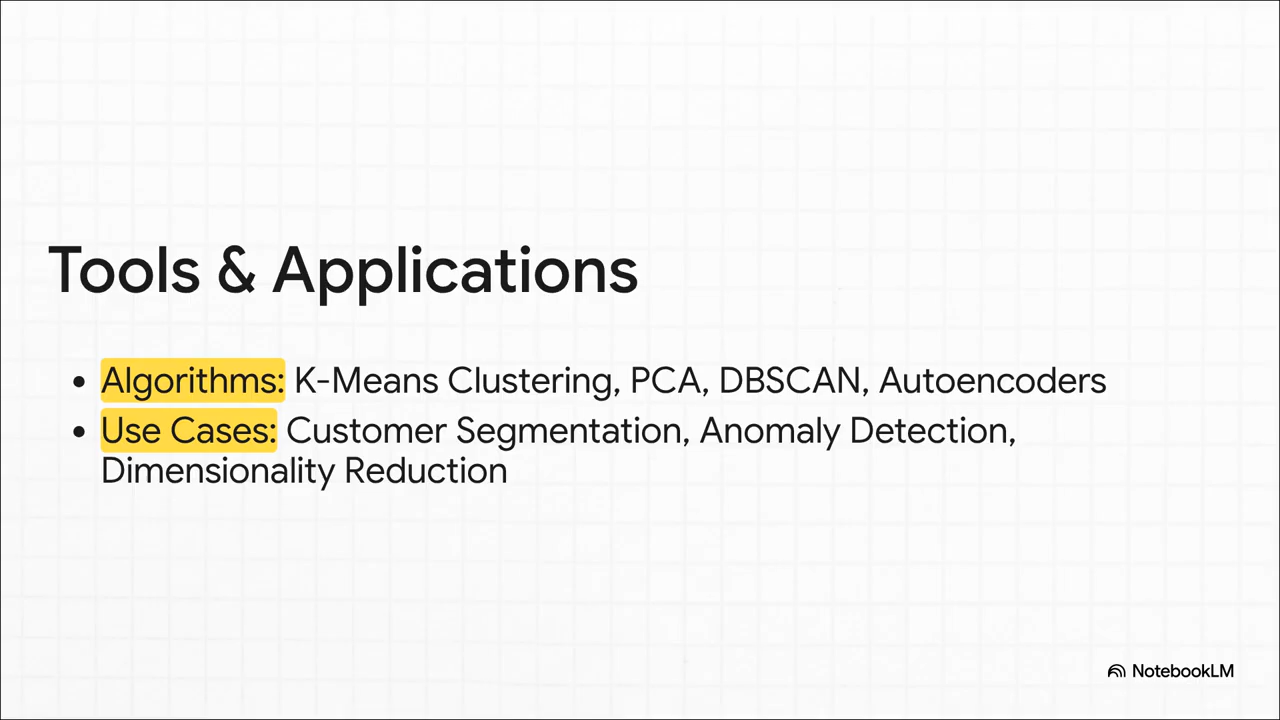 Tools & Applications
• Algorithms: K-Means Clustering, PCA, DBSCAN, Autoencoders
• Use Cases: Customer Segmentation, Anomaly Detection,
Dimensionality Reduction
NotebookLM